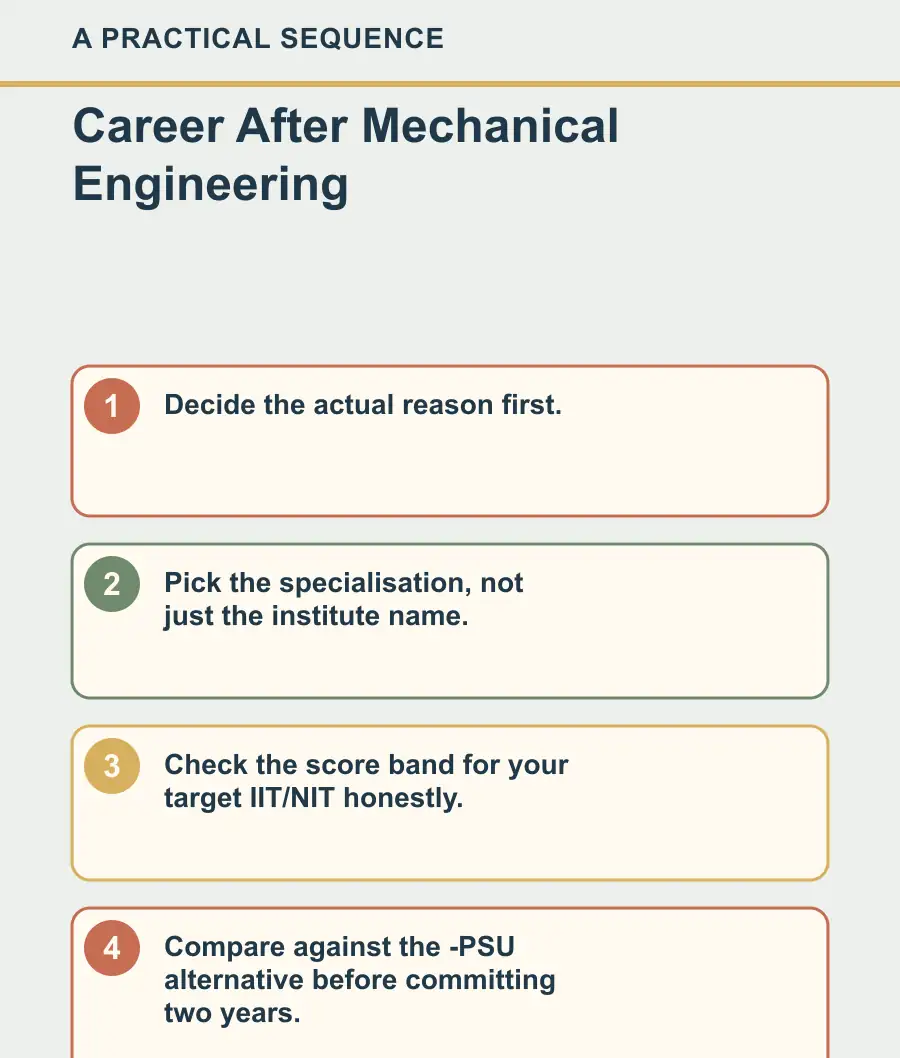 A PRACTICAL SEQUENCE
Career After Mechanical
Engineering
1
Decide the actual reason first.
2
Pick the specialisation, not
just the institute name.
3
Check the score band for your
target IIT/NIT honestly.
4
Compare against the -PSU
alternative before committing
two years.